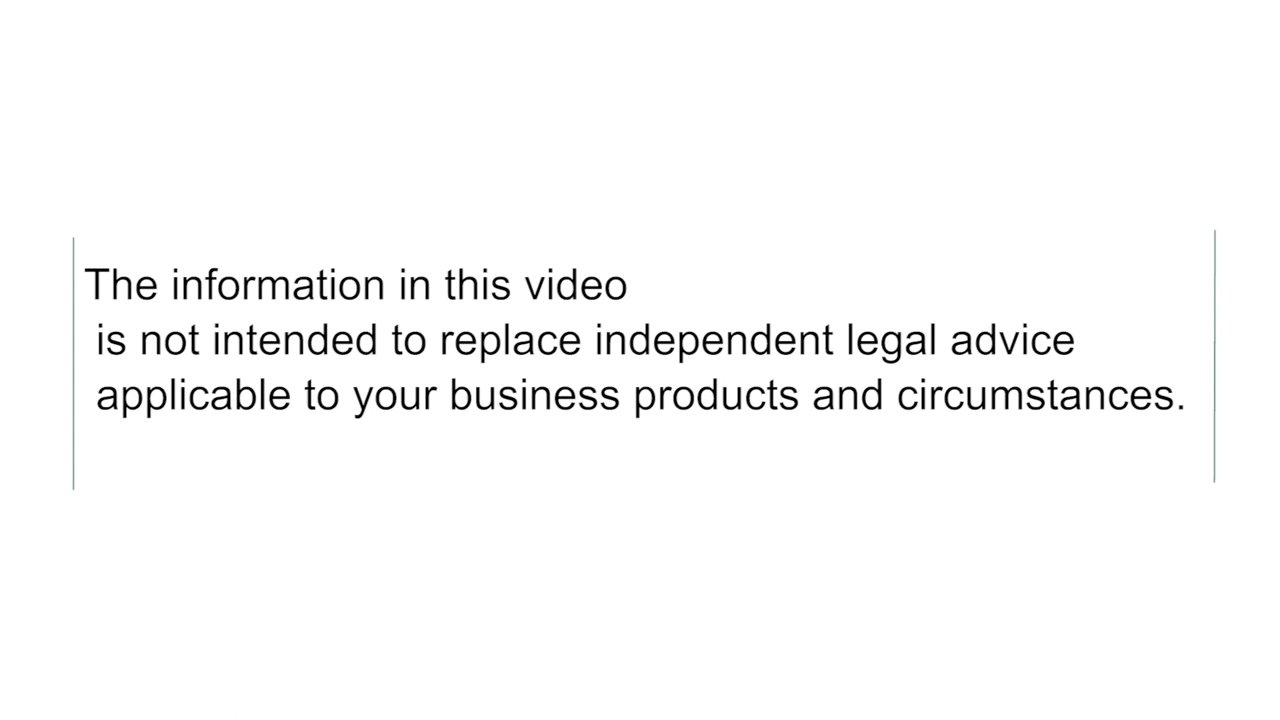 The information in this video
is not intended to replace independent legal advice
applicable to your business products and circumstances.